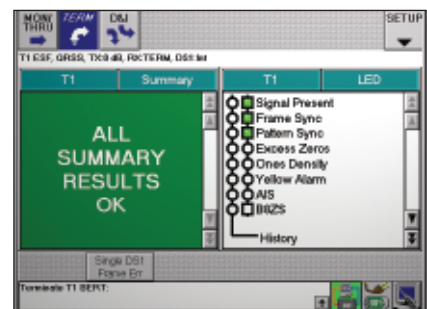 MON/ THRU
TERM
D&I
SETUP
T1 ESF, QRSS, TX:0 dB, RX:TERM, DS1:Int
T1 Summary
T1 LED
ALL
SUMMARY
RESULTS
OK
Signal Present
Frame Sync
Pattern Sync
Excess Zeros
Ones Density
Yellow Alarm
AIS
B8ZS
History
Single DS1
Frame Err
Terminate T1 BERT: